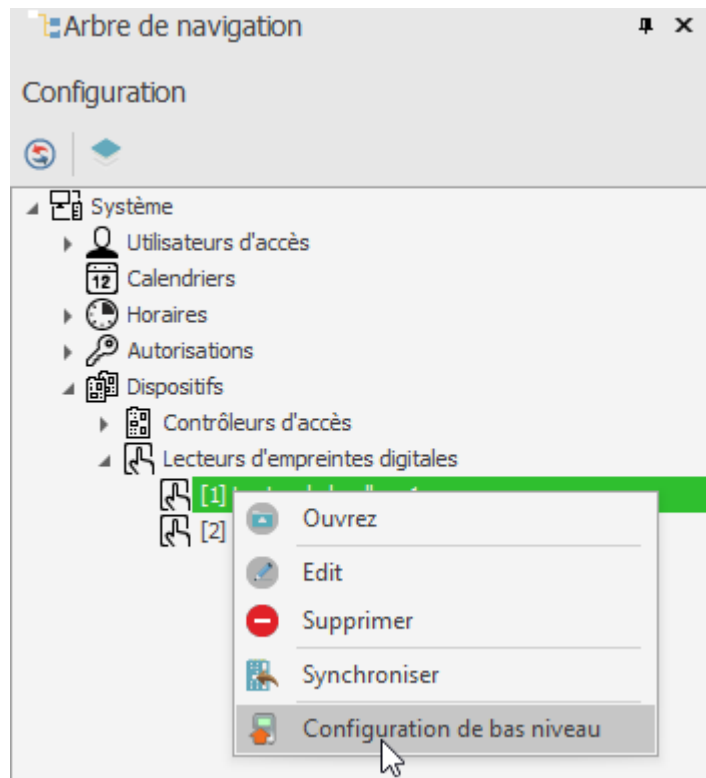 Arbre de navigation
Configuration
Système
Utilisateurs d'accès
12 Calendriers
Horaires
Autorisations
Dispositifs
Contrôleurs d'accès
Lecteurs d'empreintes digitales
[1]
[2]
Ouvrez
Edit
Supprimer
Synchroniser
Configuration de bas niveau